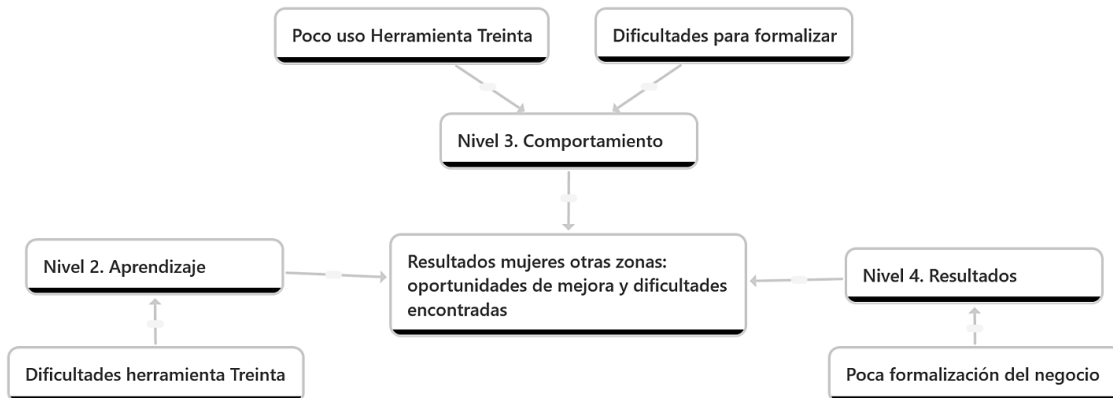 Poco uso Herramienta Treinta
Dificultades para formalizar
Nivel 3. Comportamiento
Nivel 2. Aprendizaje
Resultados mujeres otras zonas:
oportunidades de mejora y dificultades
encontradas
Nivel 4. Resultados
Dificultades herramienta Treinta
Poca formalización del negocio